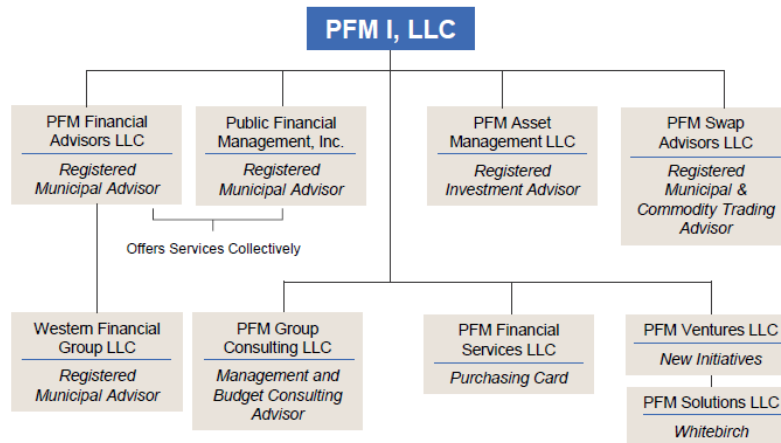 PFM I, LLC
PFM Financial
Advisors LLC
Registered
Municipal Advisor
Public Financial
Management, Inc.
Registered
Municipal Advisor
PFM Asset
Management LLC
Registered
Investment Advisor
PFM Swap
Advisors LLC
Registered
Municipal &
Commodity Trading
Advisor
Offers Services Collectively
Western Financial
Group LLC
Registered
Municipal Advisor
PFM Group
Consulting LLC
Management and
Budget Consulting
Advisor
PFM Financial
Services LLC
Purchasing Card
PFM Ventures LLC
New Initiatives
PFM Solutions LLC
Whitebirch